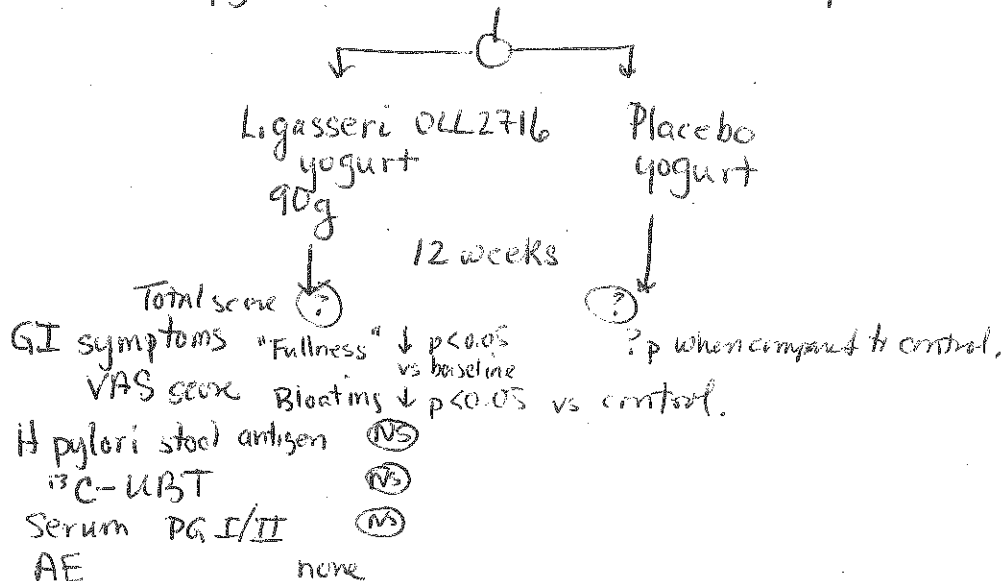 L. gasseri OLL2716 Placebo
yogurt yogurt
90g
12 weeks
Total score ? ?
GI symptoms "Fullness" ↓ p<0.05 ?p when compared to control.
vs baseline
VAS score Bloating ↓ p<0.05 vs control.
H pylori stool antigen NS
¹³C-UBT NS
Serum PG I/II NS
AE none